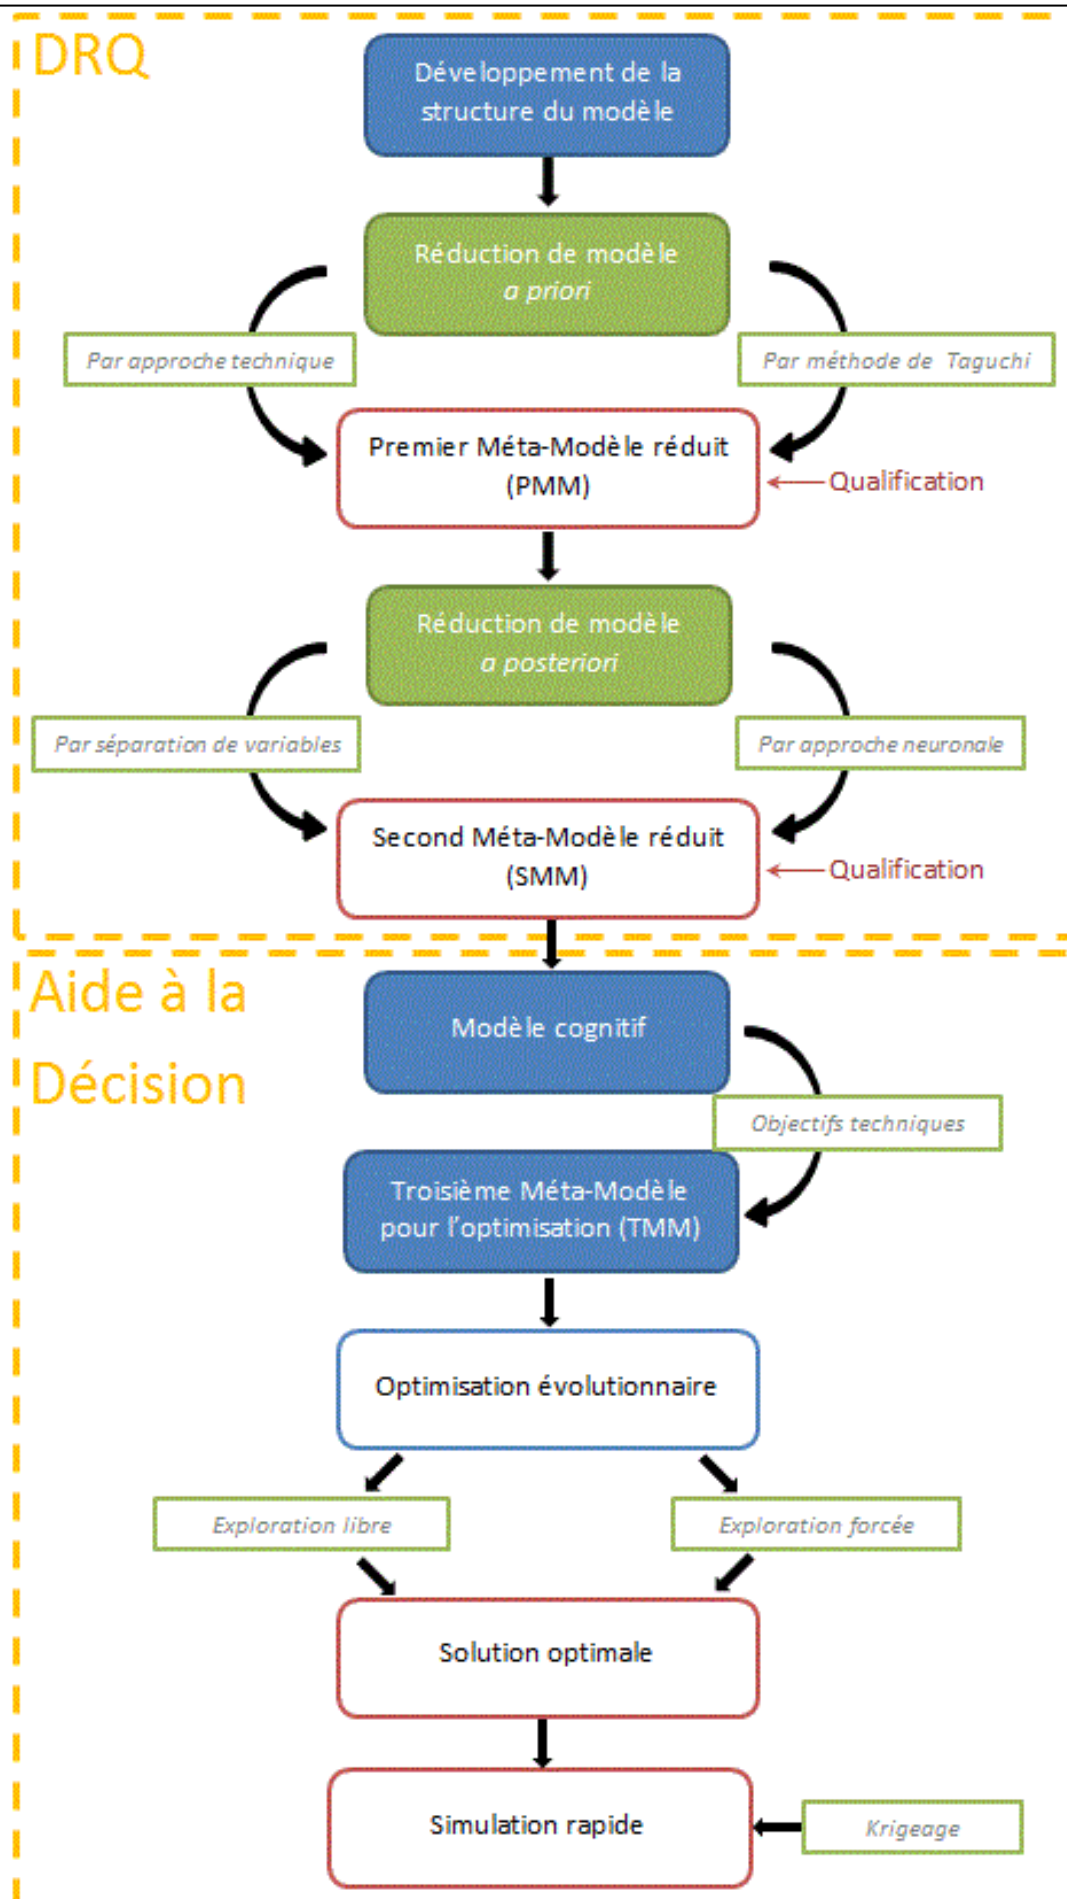 DRQ
Développement de la
structure du modèle
Réduction de modèle
a priori
Par approche technique
Par méthode de Taguchi
Premier Méta-Modèle réduit
(PMM)
Qualification
Réduction de modèle
a posteriori
Par séparation de variables
Par approche neuronale
Second Méta-Modèle réduit
(SMM)
Qualification
Aide à la
Décision
Modèle cognitif
Objectifs techniques
Troisième Méta-Modèle
pour l'optimisation (TMM)
Optimisation évolutionnaire
Exploration libre
Exploration forcée
Solution optimale
Simulation rapide
Krigeage